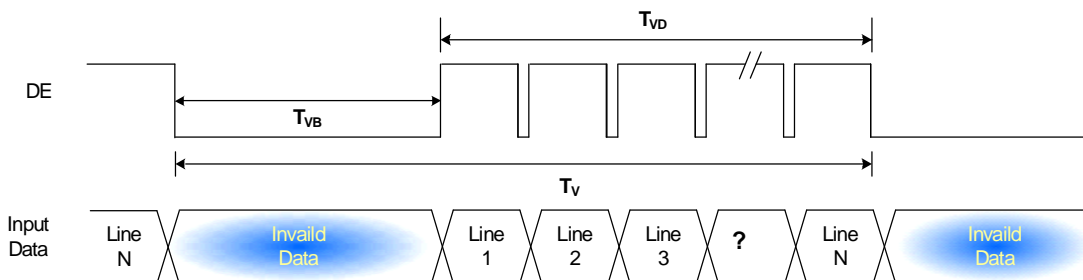 TVD
DE
TVB
TV
Input
Data
Line
N
Invaild
Data
Line
1
Line
2
Line
3
?
Line
N
Invaild
Data